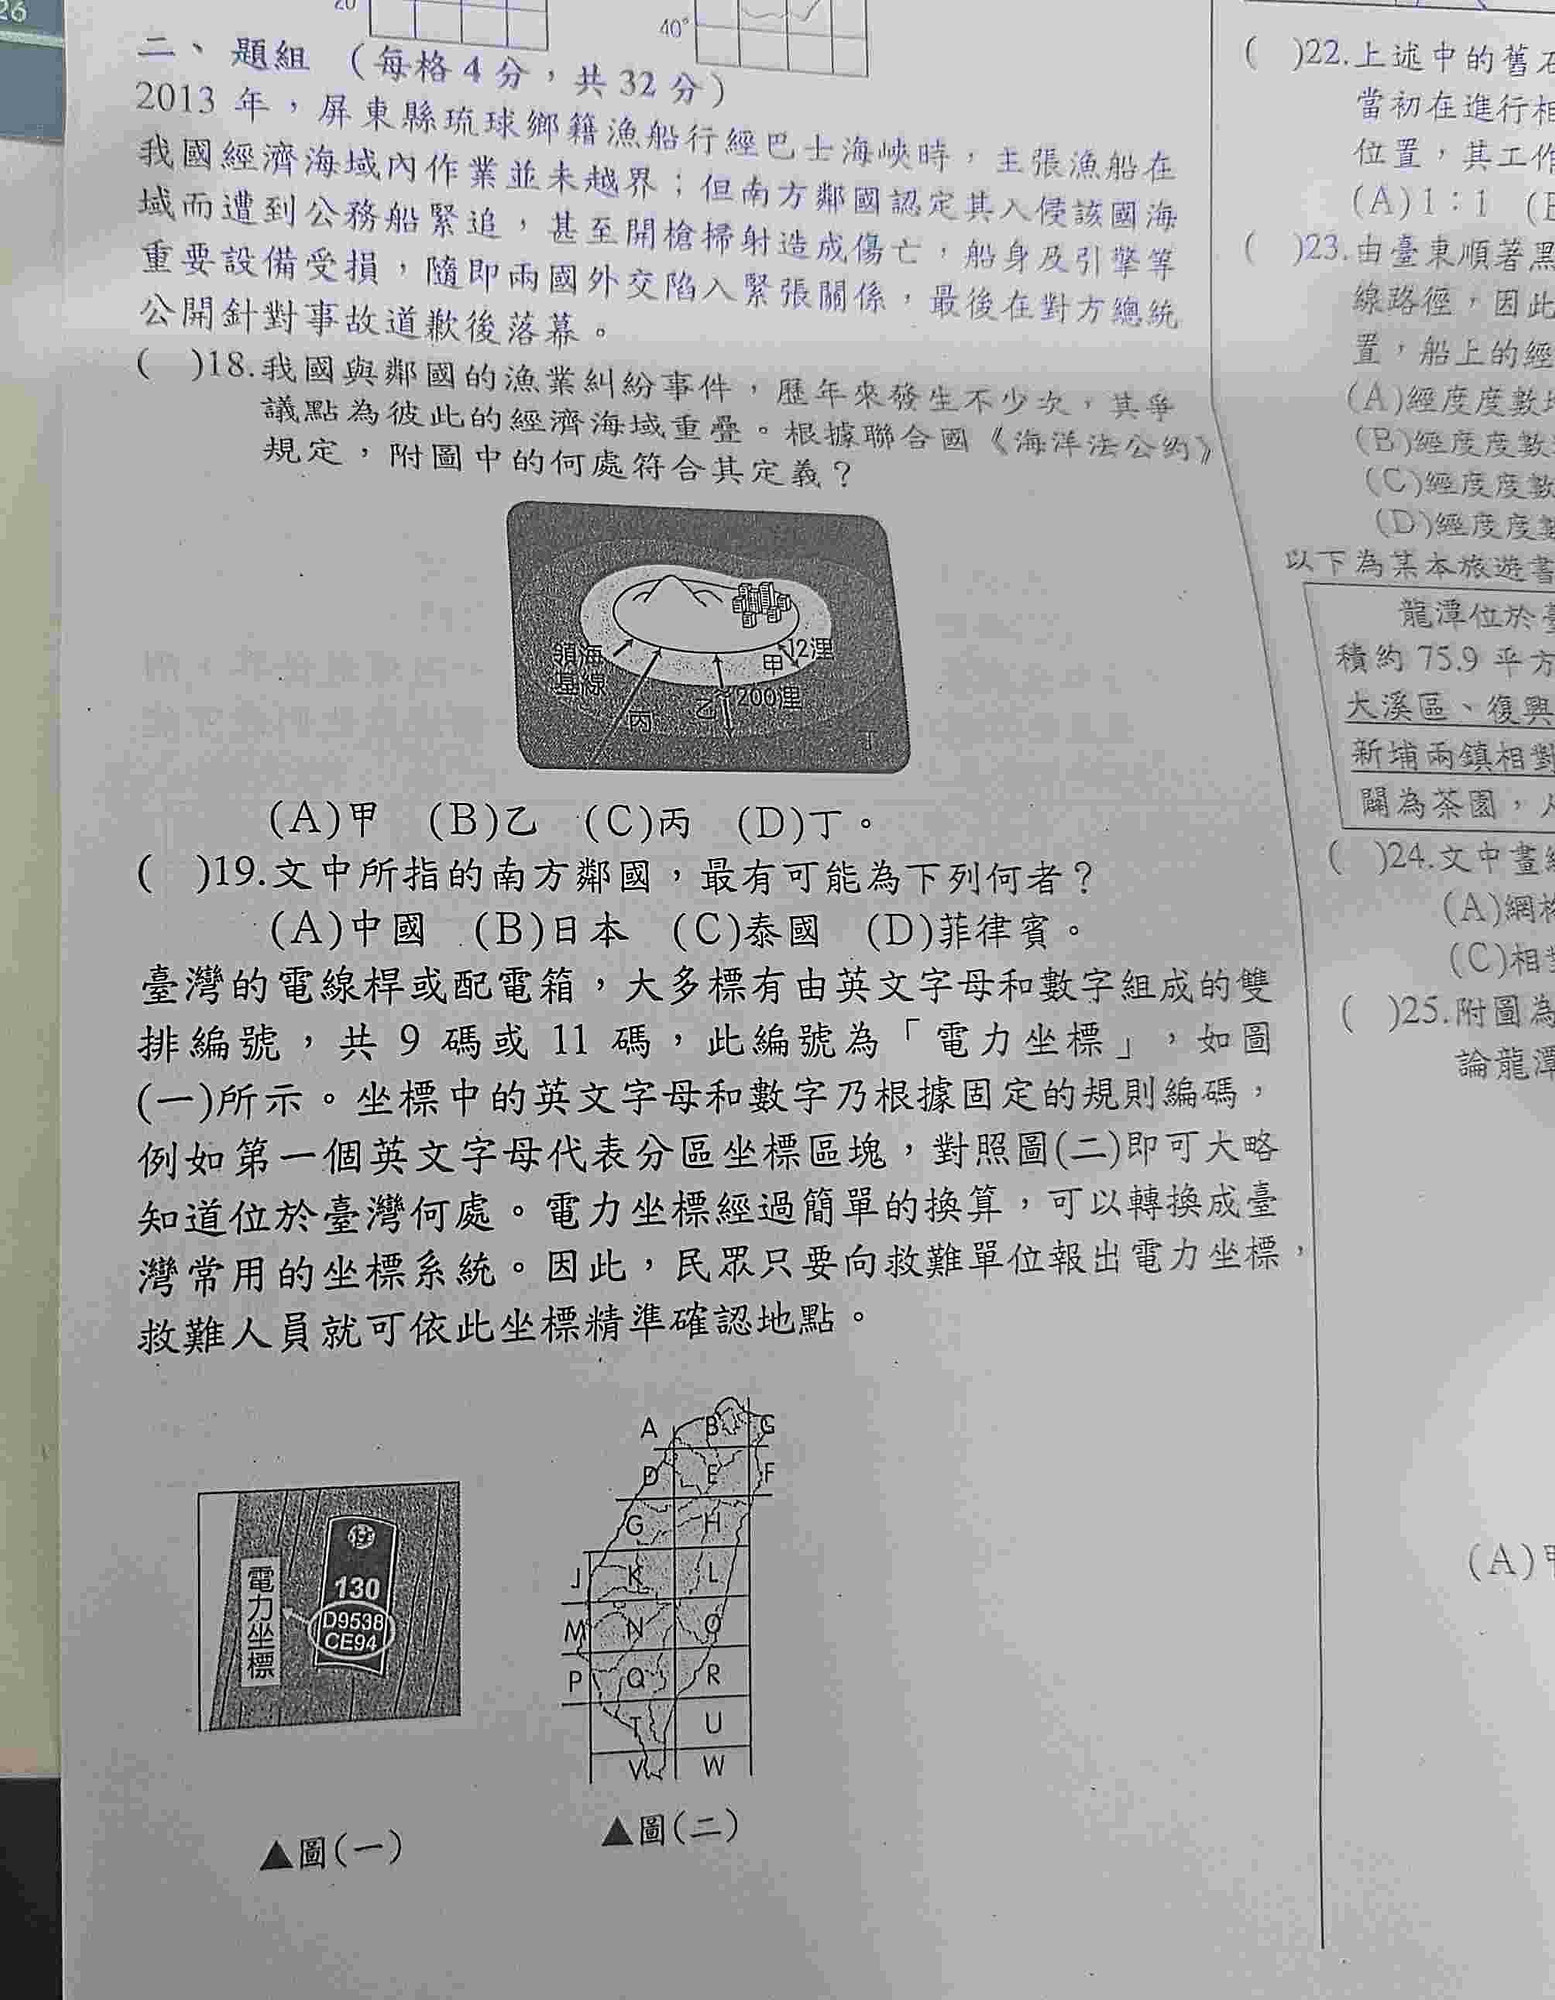 26
20
40°
二、題組 (每格4分，共32分)
2013 年，屏東縣琉球鄉籍漁船行經巴士海峽時，主張漁船在
我國經濟海域內作業並未越界；但南方鄰國認定其入侵該國海
域而遭到公務船緊追，甚至開槍掃射造成傷亡，船身及引擎等
重要設備受損，隨即兩國外交陷入緊張關係，最後在對方總統
公開針對事故道歉後落幕。
( )18.我國與鄰國的漁業糾紛事件，歷年來發生不少次，其爭
議點為彼此的經濟海域重疊。根據聯合國《海洋法公約》
規定，附圖中的何處符合其定義？
領海
基線
甲
12浬
乙
200浬
丙
丁
(A)甲 (B)乙 (C)丙 (D)丁。
( )19.文中所指的南方鄰國，最有可能為下列何者？
(A)中國 (B)日本 (C)泰國 (D)菲律賓。
臺灣的電線桿或配電箱，大多標有由英文字母和數字組成的雙
排編號，共 9 碼或 11 碼，此編號為「電力坐標」，如圖
(一)所示。坐標中的英文字母和數字乃根據固定的規則編碼，
例如第一個英文字母代表分區坐標區塊，對照圖(二)即可大略
知道位於臺灣何處。電力坐標經過簡單的換算，可以轉換成臺
灣常用的坐標系統。因此，民眾只要向救難單位報出電力坐標，
救難人員就可依此坐標精準確認地點。
電力坐標
130
D9538
CE94
▲圖(一)
A B C
D E F
G H
J K L
M N O
P Q R
T U
V W
▲圖(二)
( )22.上述中的舊石
當初在進行相
位置，其工作
(A)1：1
( )23.由臺東順著黑
線路徑，因此
置，船上的經
(A)經度度數
(B)經度度數
(C)經度度數
(D)經度度數
以下為某本旅遊書
龍潭位於
積約 75.9 平方
大溪區、復興
新埔兩鎮相對
闢為茶園，
( )24.文中畫
(A)網
(C)相
( )25.附圖為
論龍潭
(A)